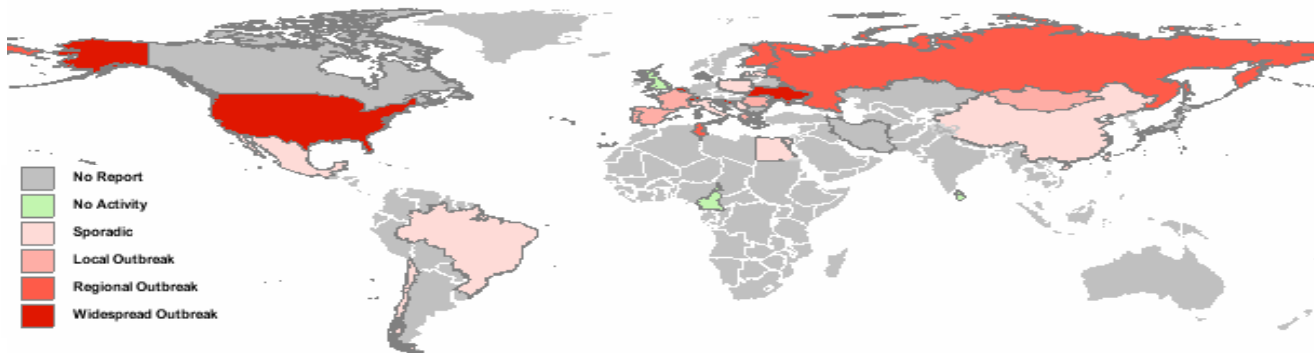 No Report
No Activity
Sporadic
Local Outbreak
Regional Outbreak
Widespread Outbreak